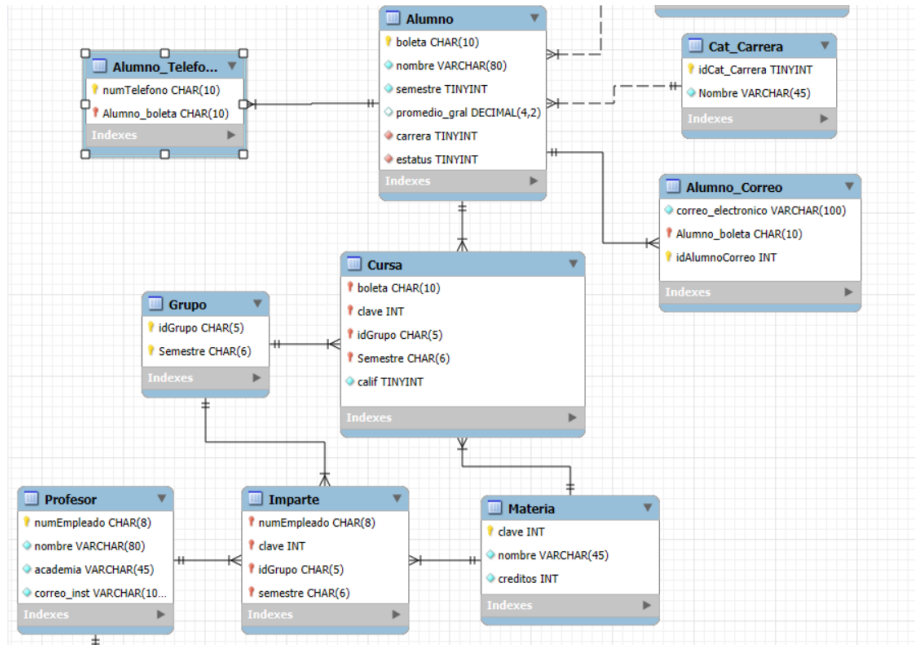 Alumno
boleta CHAR(10)
nombre VARCHAR(80)
semestre TINYINT
promedio_gral DECIMAL(4,2)
carrera TINYINT
estatus TINYINT
Indexes
Cat_Carrera
idCat_Carrera TINYINT
Nombre VARCHAR(45)
Indexes
Alumno_Telefo...
numTelefono CHAR(10)
Alumno_boleta CHAR(10)
Indexes
Alumno_Correo
correo_electronico VARCHAR(100)
Alumno_boleta CHAR(10)
idAlumnoCorreo INT
Indexes
Cursa
boleta CHAR(10)
clave INT
idGrupo CHAR(5)
Semestre CHAR(6)
calif TINYINT
Indexes
Grupo
idGrupo CHAR(5)
Semestre CHAR(6)
Indexes
Profesor
numEmpleado CHAR(8)
nombre VARCHAR(80)
academia VARCHAR(45)
correo_inst VARCHAR(10...
Indexes
Imparte
numEmpleado CHAR(8)
clave INT
idGrupo CHAR(5)
semestre CHAR(6)
Indexes
Materia
clave INT
nombre VARCHAR(45)
creditos INT
Indexes